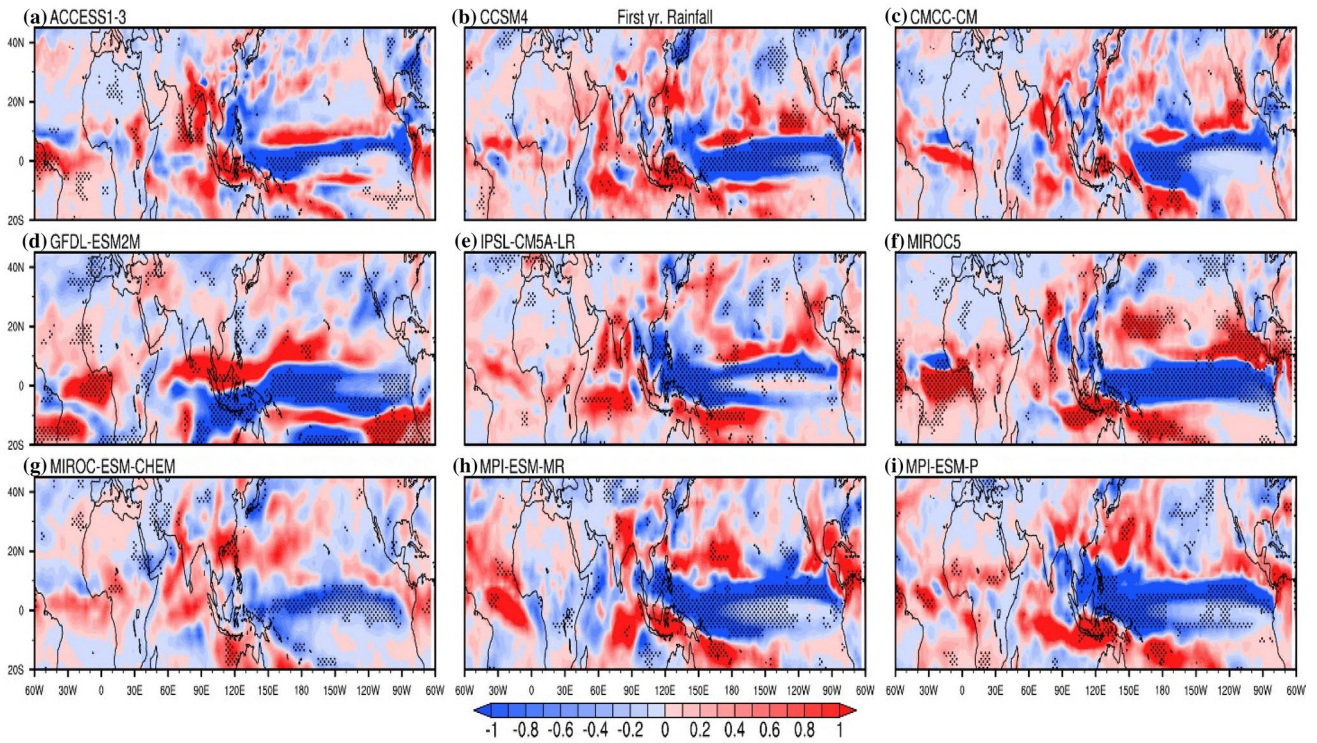 (a) ACCESS1-3 (b) CCSM4 First yr. Rainfall (c) CMCC-CM
40N
20N
0
20S
(d) GFDL-ESM2M (e) IPSL-CM5A-LR (f) MIROC5
40N
20N
0
20S
(g) MIROC-ESM-CHEM (h) MPI-ESM-MR (i) MPI-ESM-P
40N
20N
0
20S
60W 30W 0 30E 60E 90E 120E 150E 180 150W 120W 90W 60W 60W 30W 0 30E 60E 90E 120E 150E 180 150W 120W 90W 60W 60W 30W 0 30E 60E 90E 120E 150E 180 150W 120W 90W 60W
-1 -0.8 -0.6 -0.4 -0.2 0 0.2 0.4 0.6 0.8 1